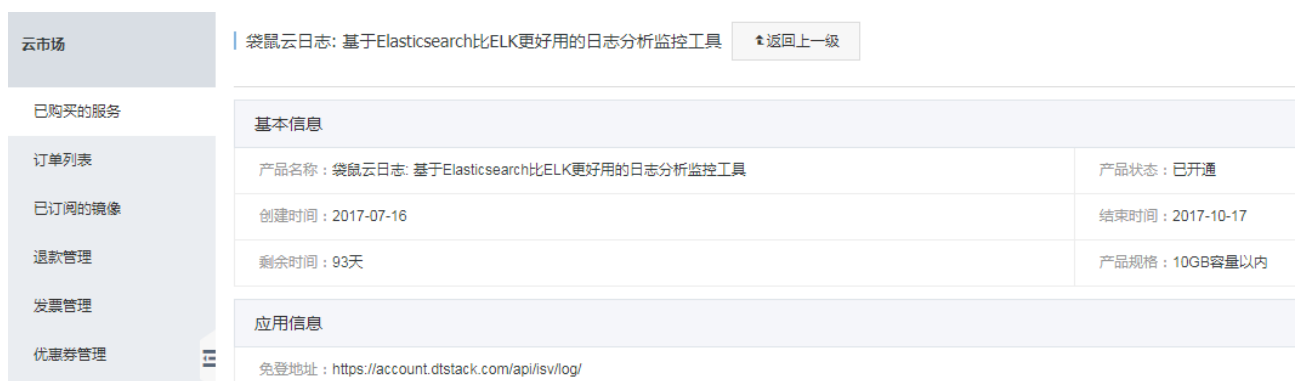 云市场
袋鼠云日志: 基于Elasticsearch比ELK更好用的日志分析监控工具
返回上一级
已购买的服务
订单列表
已订阅的镜像
退款管理
发票管理
优惠券管理
基本信息
产品名称：袋鼠云日志: 基于Elasticsearch比ELK更好用的日志分析监控工具
产品状态：已开通
创建时间：2017-07-16
结束时间：2017-10-17
剩余时间：93天
产品规格：10GB容量以内
应用信息
免登地址：https://account.dtstack.com/api/isv/log/